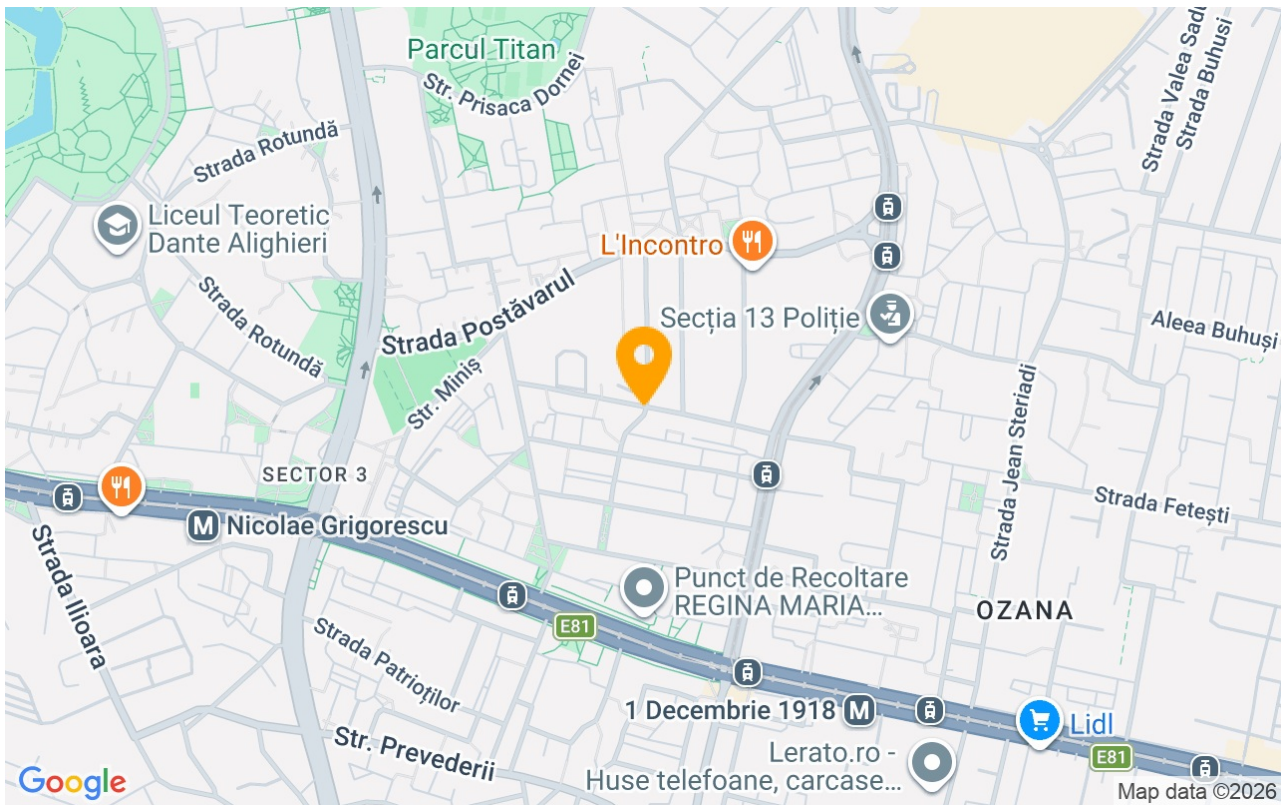 Parcul Titan
Str. Prisaca Dornei
Strada Valea Sadu
Strada Buhusi
Strada Rotundă
Liceul Teoretic
Dante Alighieri
L'Incontro
Strada Rotundă
Strada Postăvarul
Secția 13 Poliție
Aleea Buhuși
Str. Miniș
Strada Jean Steriadi
SECTOR 3
Strada Fetești
M Nicolae Grigorescu
Strada Ilioara
Punct de Recoltare
REGINA MARIA...
OZANA
E81
Strada Patrioților
1 Decembrie 1918 M
Lidl
Str. Prevederii
Lerato.ro -
Huse telefoane, carcase...
E81
Google
Map data ©2026